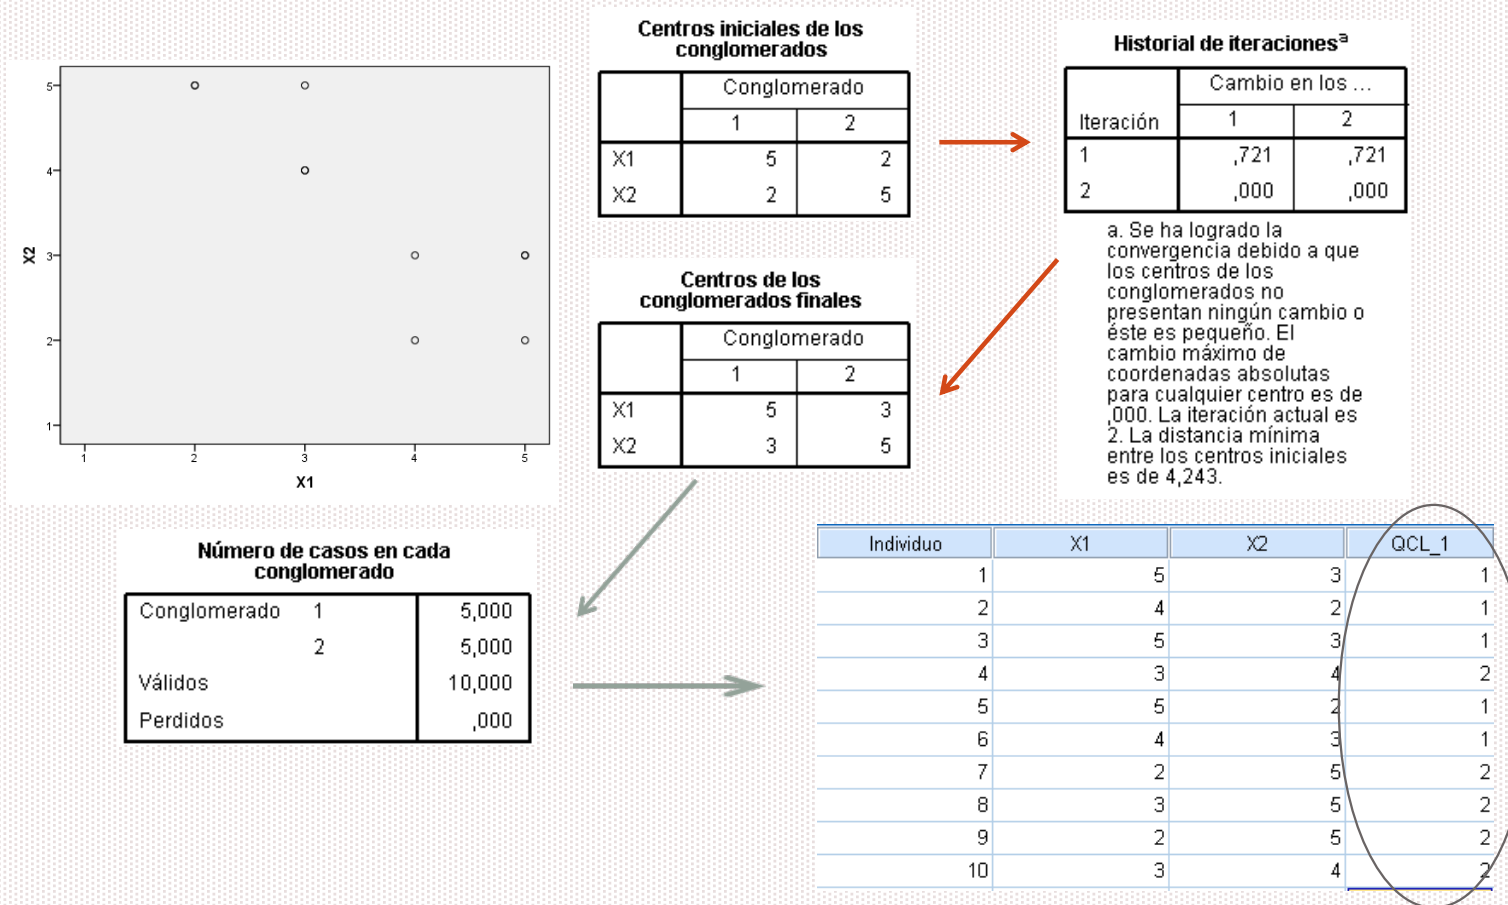 5
4
3
2
1
X2
1 2 3 4 5
X1
Centros iniciales de los
conglomerados
Conglomerado
1 2
X1 5 2
X2 2 5
Historial de iteracionesª
Cambio en los ...
Iteración 1 2
1 ,721 ,721
2 ,000 ,000
a. Se ha logrado la
convergencia debido a que
los centros de los
conglomerados no
presentan ningún cambio o
éste es pequeño. El
cambio máximo de
coordenadas absolutas
para cualquier centro es de
,000. La iteración actual es
2. La distancia mínima
entre los centros iniciales
es de 4,243.
Centros de los
conglomerados finales
Conglomerado
1 2
X1 5 3
X2 3 5
Número de casos en cada
conglomerado
Conglomerado 1 5,000
2 5,000
Válidos 10,000
Perdidos ,000
Individuo X1 X2 QCL_1
1 5 3 1
2 4 2 1
3 5 3 1
4 3 4 2
5 5 2 1
6 4 3 1
7 2 5 2
8 3 5 2
9 2 5 2
10 3 4 2